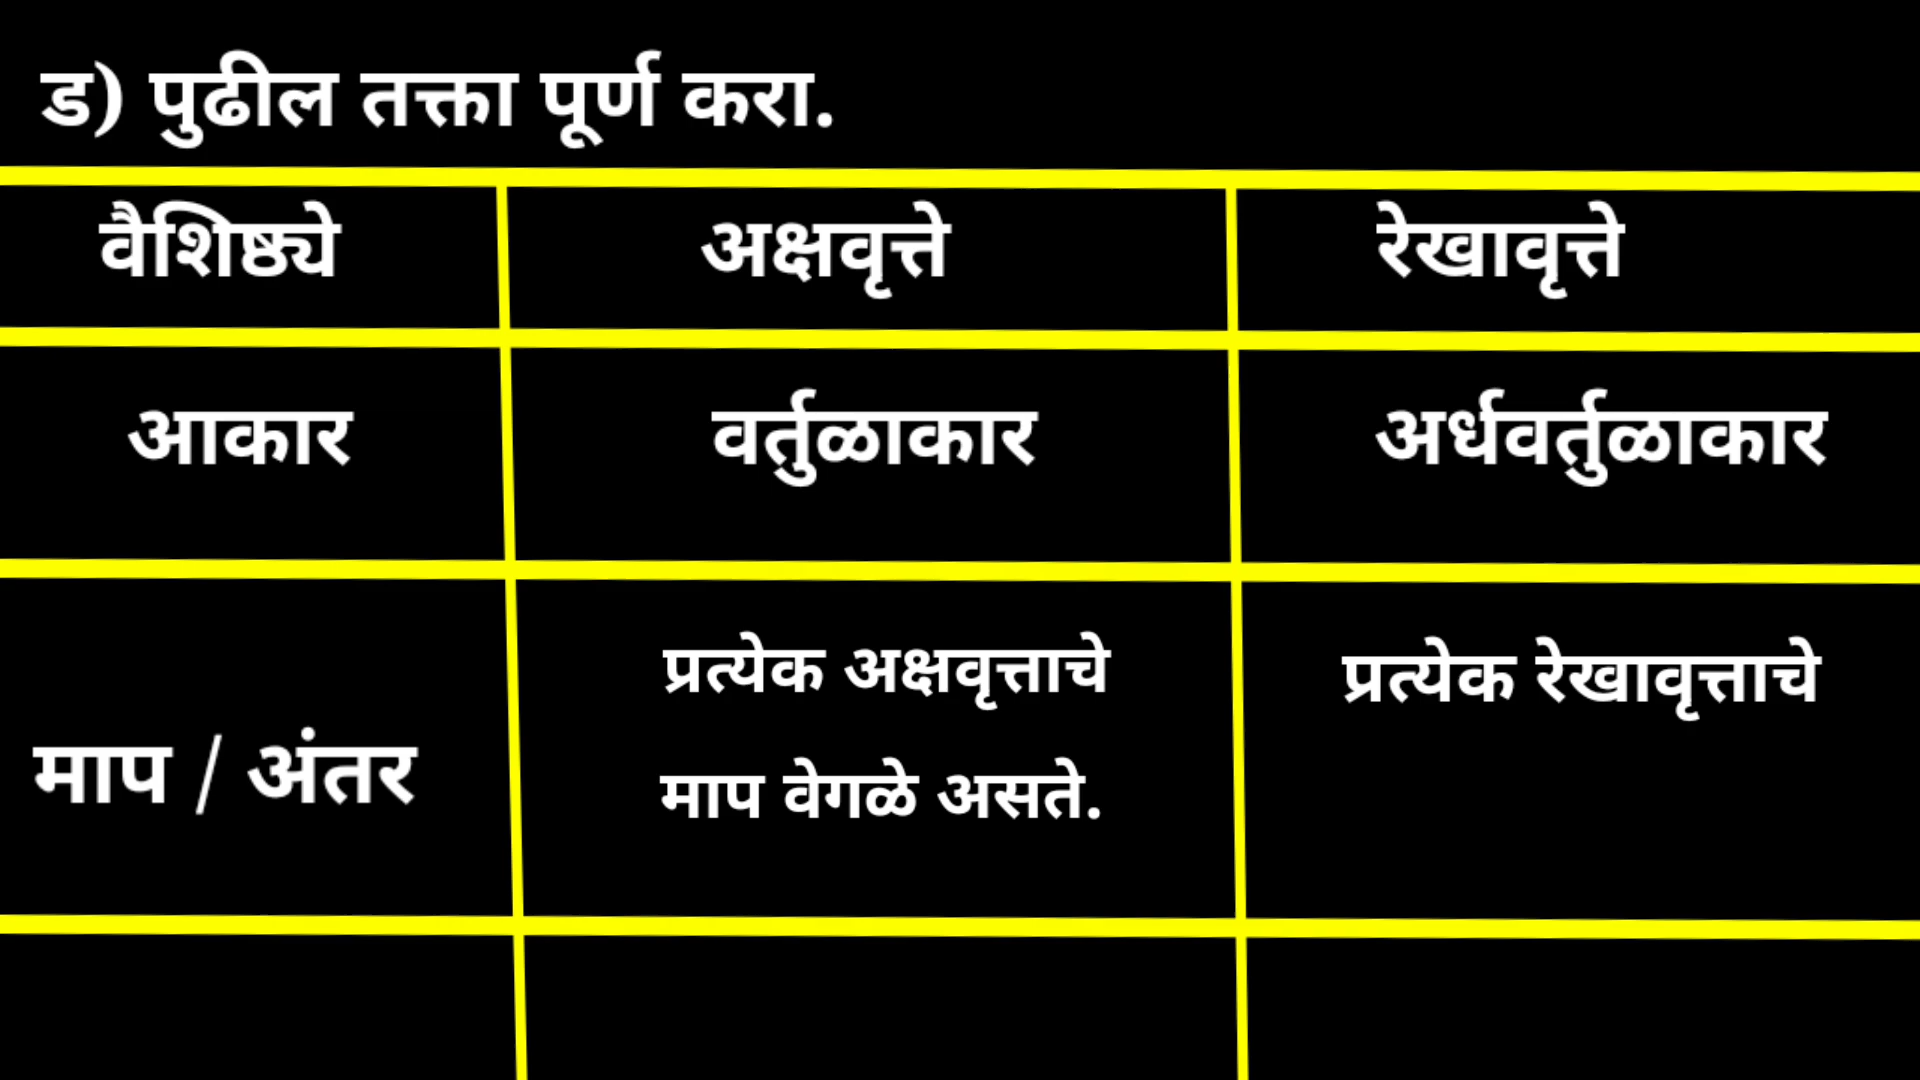 ड) पुढील तक्ता पूर्ण करा.
वैशिष्ठ्ये अक्षवृत्ते रेखावृत्ते
आकार वर्तुळाकार अर्धवर्तुळाकार
माप / अंतर
प्रत्येक अक्षवृत्ताचे
माप वेगळे असते.
प्रत्येक रेखावृत्ताचे